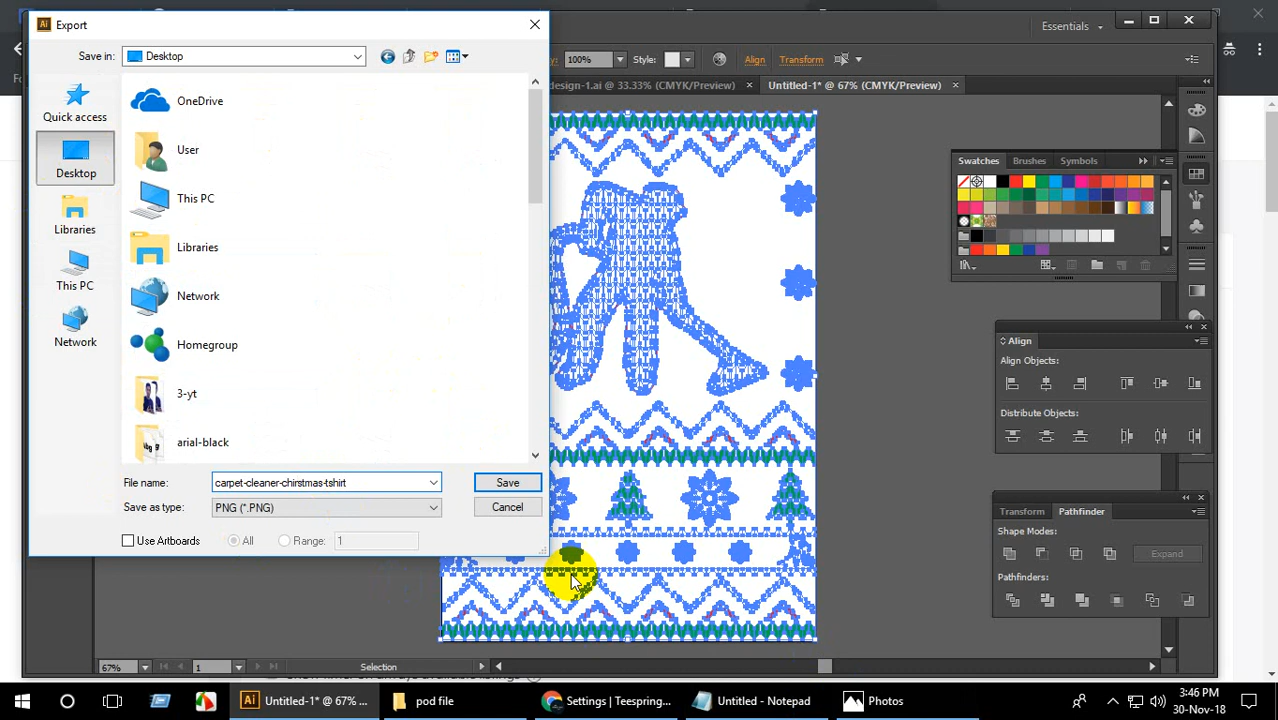 Export
Essentials
Save in:
Desktop
100%
Style:
Align
Transform
design-1.ai @ 33.33% (CMYK/Preview)
Untitled-1* @ 67% (CMYK/Preview)
OneDrive
Quick access
User
Desktop
This PC
Libraries
Libraries
This PC
Network
Network
Homegroup
3-yt
arial-black
Swatches
Brushes
Symbols
Align
Align Objects:
Distribute Objects:
File name:
carpet-cleaner-chirstmas-tshirt
Save
Save as type:
PNG (*.PNG)
Cancel
Use Artboards
All
Range:
1
Transform
Pathfinder
Shape Modes:
Expand
Pathfinders:
67%
1
Selection
Untitled-1* @ 67% ...
pod file
Settings | Teespring...
Untitled - Notepad
Photos
3:46 PM
30-Nov-18